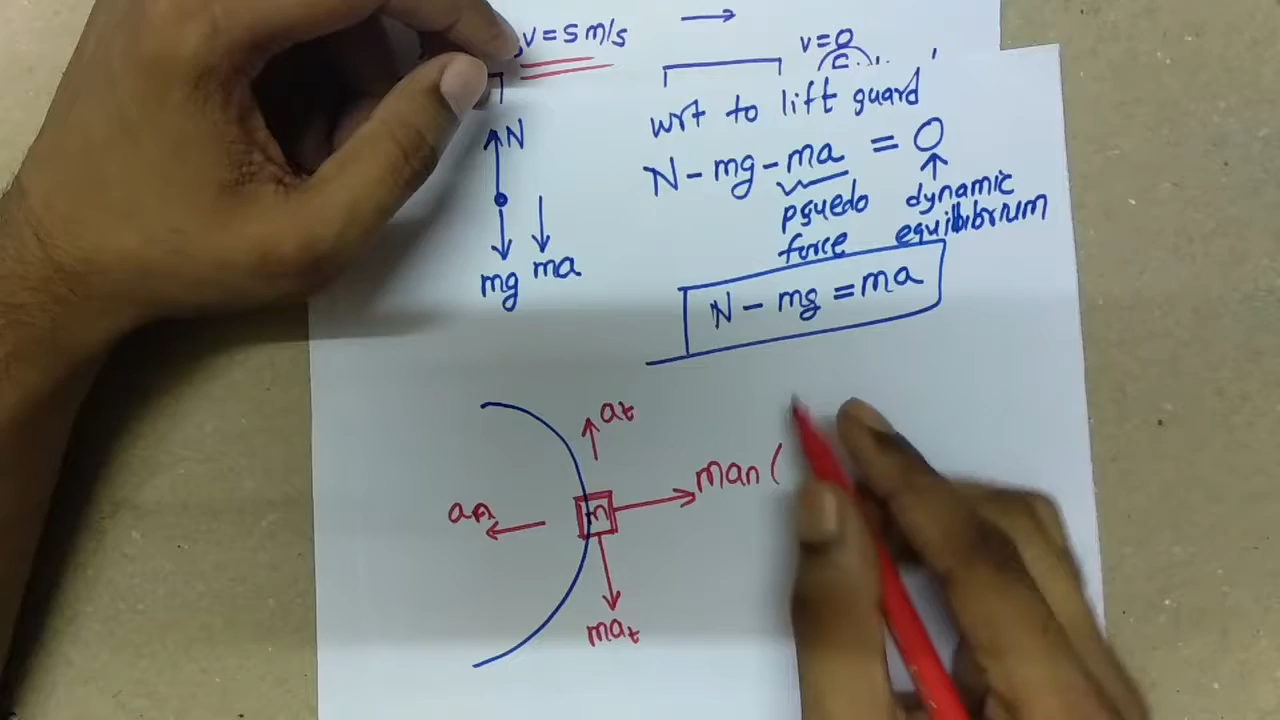 v=5m/s
v=0
wrt to lift guard
N
N - mg - ma = 0
psuedo force
dynamic equilibrium
mg
ma
N - mg = ma
at
man (
an
m
mat